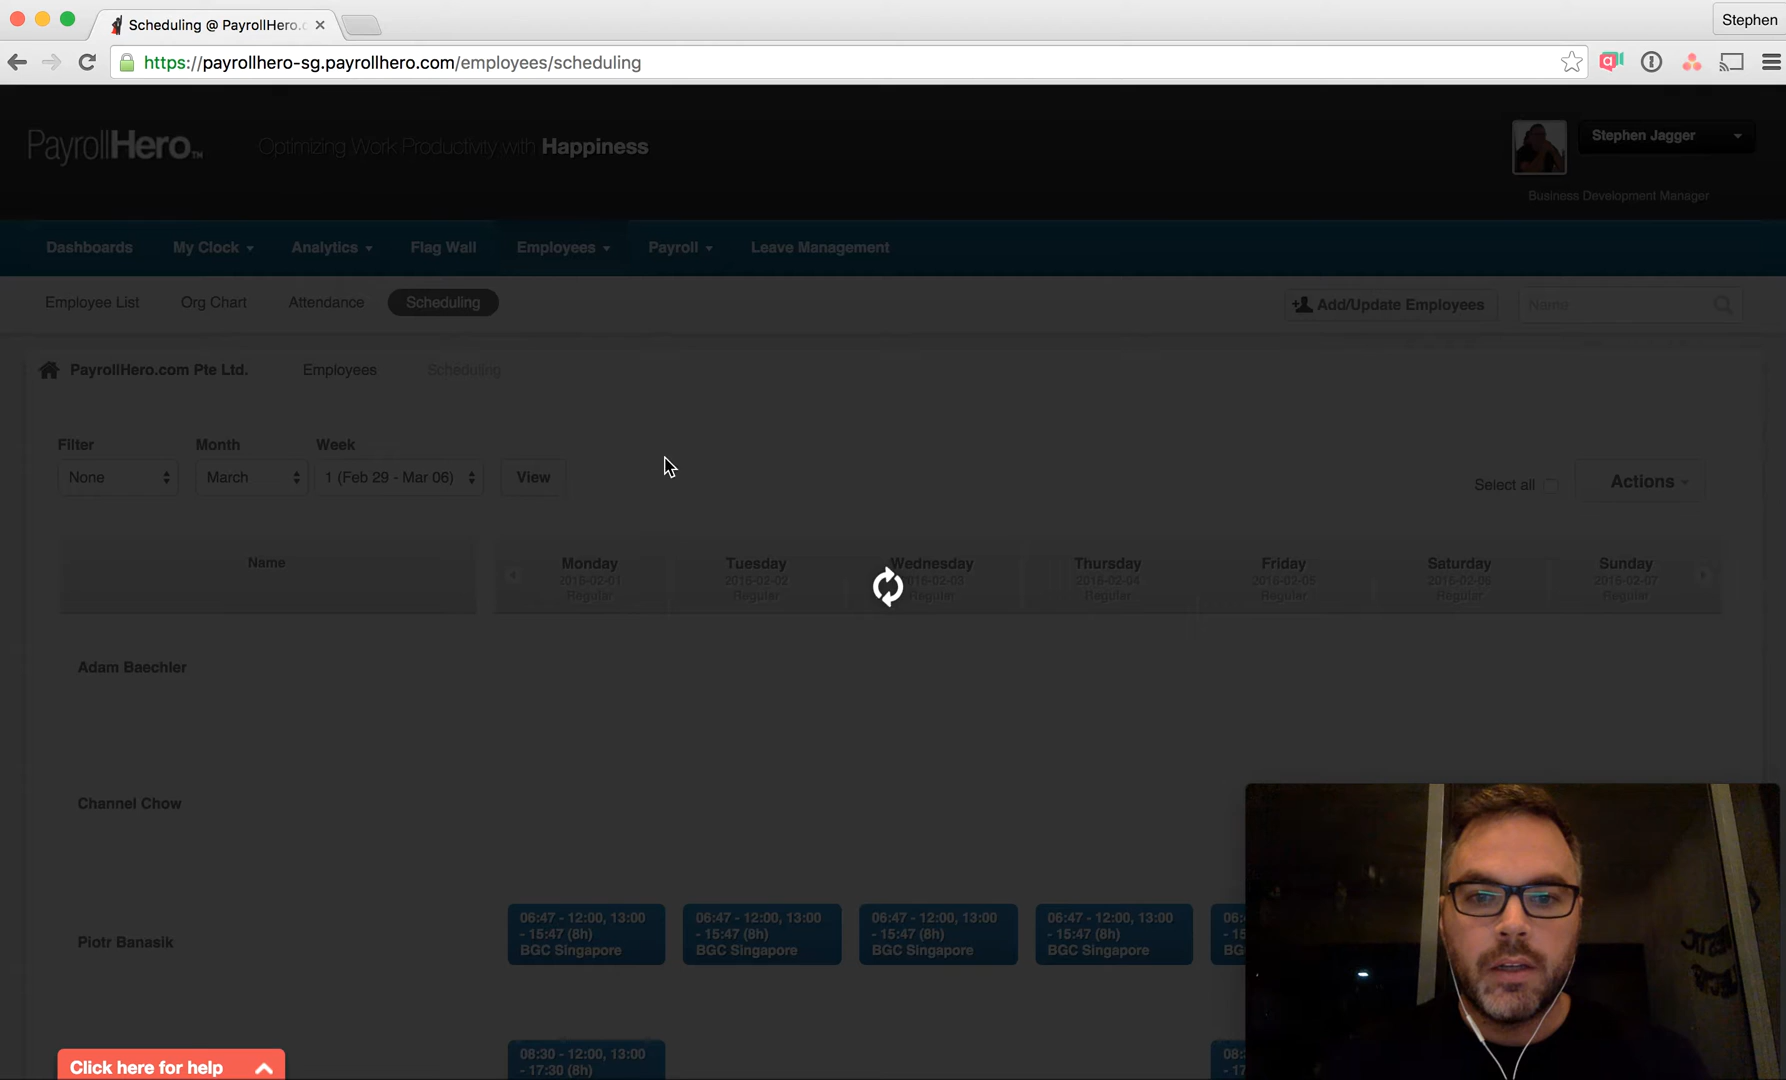 Scheduling @ PayrollHero.c
Stephen
https://payrollhero-sg.payrollhero.com/employees/scheduling
PayrollHero™
Optimizing Work Productivity with Happiness
Stephen Jagger
Business Development Manager
Dashboards My Clock Analytics Flag Wall Employees Payroll Leave Management
Employee List Org Chart Attendance Scheduling Add/Update Employees Name
PayrollHero.com Pte Ltd. Employees Scheduling
Filter Month Week
None March 1 (Feb 29 - Mar 06) View Select all Actions
Name Monday Tuesday Wednesday Thursday Friday Saturday Sunday
2016-02-01 2016-02-02 2016-02-03 2016-02-04 2016-02-05 2016-02-06 2016-02-07
Regular Regular Regular Regular Regular Regular Regular
Adam Baechler
Channel Chow
Piotr Banasik
06:47 - 12:00, 13:00 06:47 - 12:00, 13:00 06:47 - 12:00, 13:00 06:47 - 12:00, 13:00 06:
- 15:47 (8h) - 15:47 (8h) - 15:47 (8h) - 15:47 (8h) - 15
BGC Singapore BGC Singapore BGC Singapore BGC Singapore BG
08:30 - 12:00, 13:00 08:
- 17:30 (8h) - 17
Click here for help